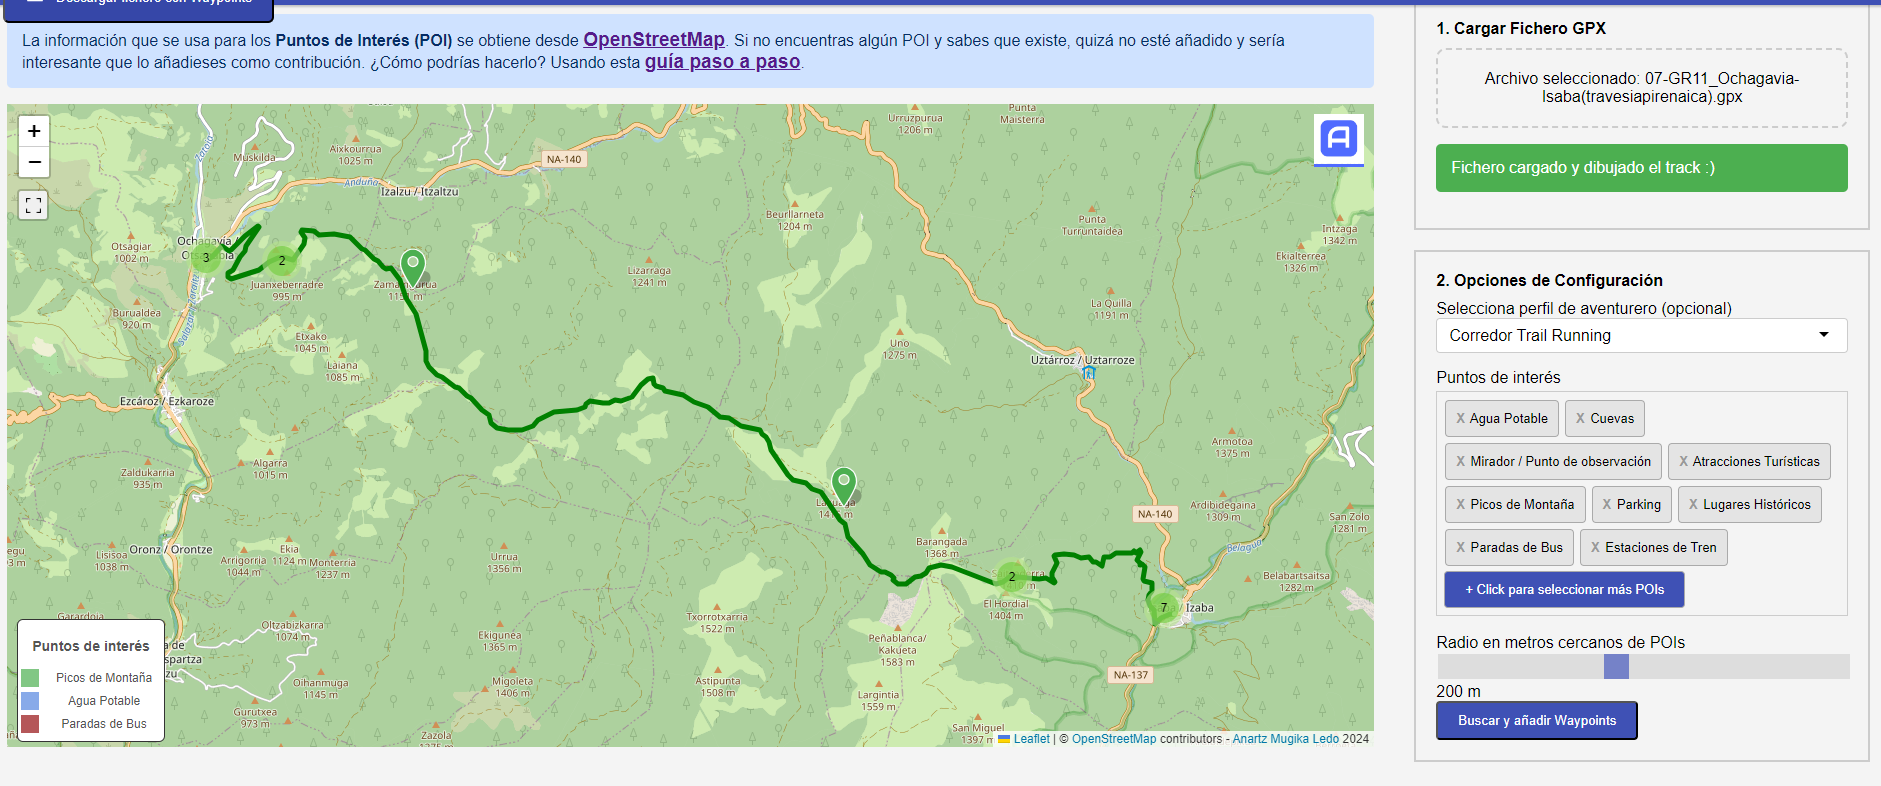 Descargar fichero con Waypoints
La información que se usa para los Puntos de Interés (POI) se obtiene desde OpenStreetMap. Si no encuentras algún POI y sabes que existe, quizá no esté añadido y sería
interesante que lo añadieses como contribución. ¿Cómo podrías hacerlo? Usando esta guía paso a paso.
+
−
Zatoia
Muskilda
Aixkourrua
1025 m
NA-140
Urruzpurua
1206 m
Punta
Maisterra
Anduña
Izalzu / Itzaltzu
Beurllarneta
1204 m
Punta
Turruntaidea
Intzaga
1342 m
Otsagiar
1002 m
Ochagavía /
3
2
Ekialterrea
1326 m
Lizarraga
1241 m
Juanxeberradre
995 m
1151 m
Burualdea
920 m
Etxako
1045 m
Laiana
1085 m
La Quilla
1191 m
Uno
1275 m
Uztárroz / Uztarroze
Ezcároz / Ezkaroze
Algarra
1015 m
Zaldukarria
935 m
Armotoa
1375 m
Ardibidegaina
1309 m
NA-140
San Zolo
1281 m
Oronz / Orontze
Lisisoa
1038 m
Arrigorria
1044 m
Ekia
1124 m
Monterria
1237 m
Urrua
1356 m
Barangada
1368 m
2
Belagua
Belabartsaitsa
1282 m
El Hordial
1404 m
7
Izaba
Garardoia
Oltzabizkarra
1074 m
Txorrotxarria
1522 m
Ekigunea
1365 m
Peñablanca/
Kakueta
1583 m
Oihanmuga
1145 m
Migoleta
1406 m
Astipunta
1508 m
NA-137
Largintia
1559 m
Gurutxea
973 m
Zazola
San Miguel
1397 m
Puntos de interés
Picos de Montaña
Agua Potable
Paradas de Bus
Leaflet | © OpenStreetMap contributors - Anartz Mugika Ledo 2024
1. Cargar Fichero GPX
Archivo seleccionado: 07-GR11_Ochagavia-
Isaba(travesiapirenaica).gpx
Fichero cargado y dibujado el track :)
2. Opciones de Configuración
Selecciona perfil de aventurero (opcional)
Corredor Trail Running
Puntos de interés
X Agua Potable X Cuevas
X Mirador / Punto de observación X Atracciones Turísticas
X Picos de Montaña X Parking X Lugares Históricos
X Paradas de Bus X Estaciones de Tren
+ Click para seleccionar más POIs
Radio en metros cercanos de POIs
200 m
Buscar y añadir Waypoints